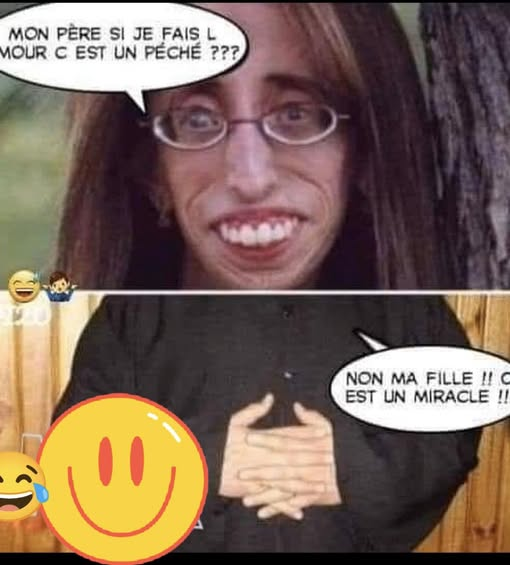 MON PÈRE SI JE FAIS L
MOUR C EST UN PÉCHÉ ???
NON MA FILLE !! C
EST UN MIRACLE !!